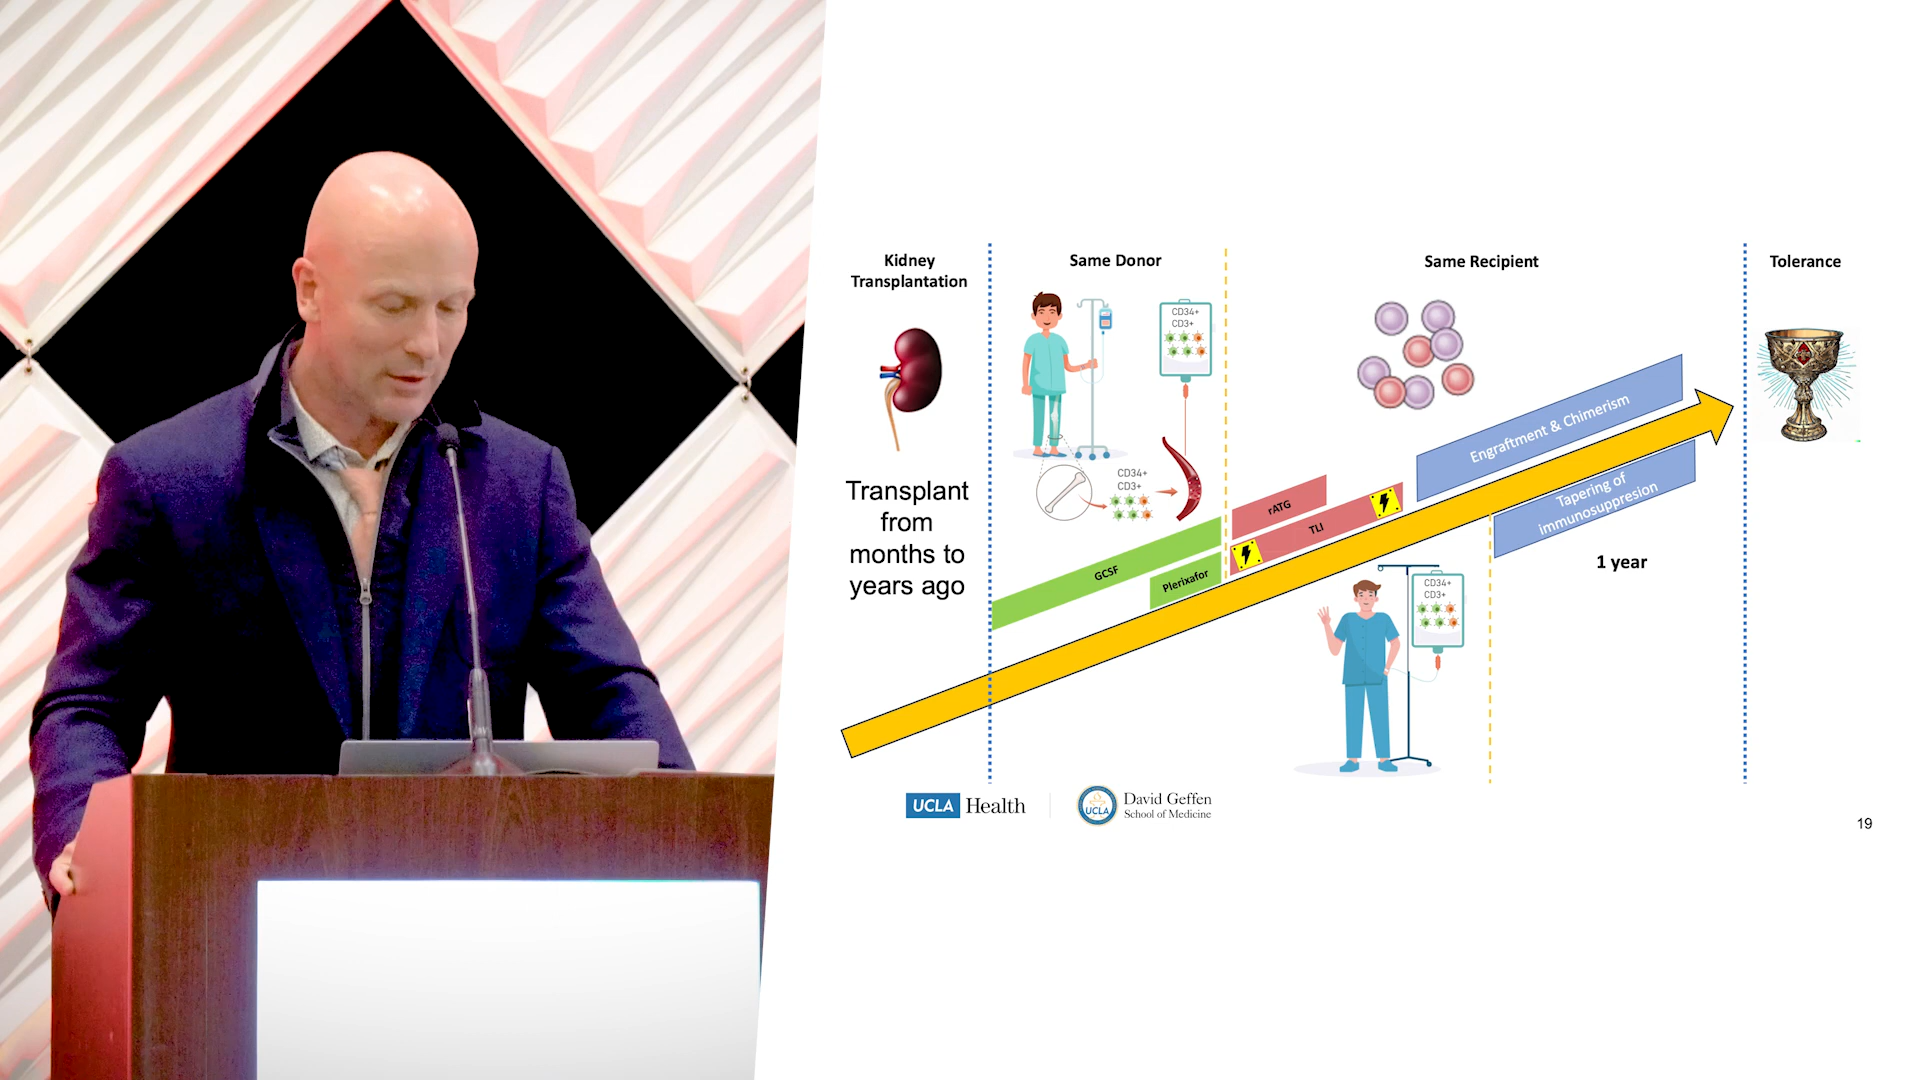 Kidney
Transplantation
Same Donor
Same Recipient
Tolerance
CD34+
CD3+
CD34+
CD3+
Transplant
from
months to
years ago
GCSF
Plerixafor
rATG
TLI
Engraftment & Chimerism
Tapering of
immunosuppresion
1 year
CD34+
CD3+
UCLA Health
UCLA
David Geffen
School of Medicine
19